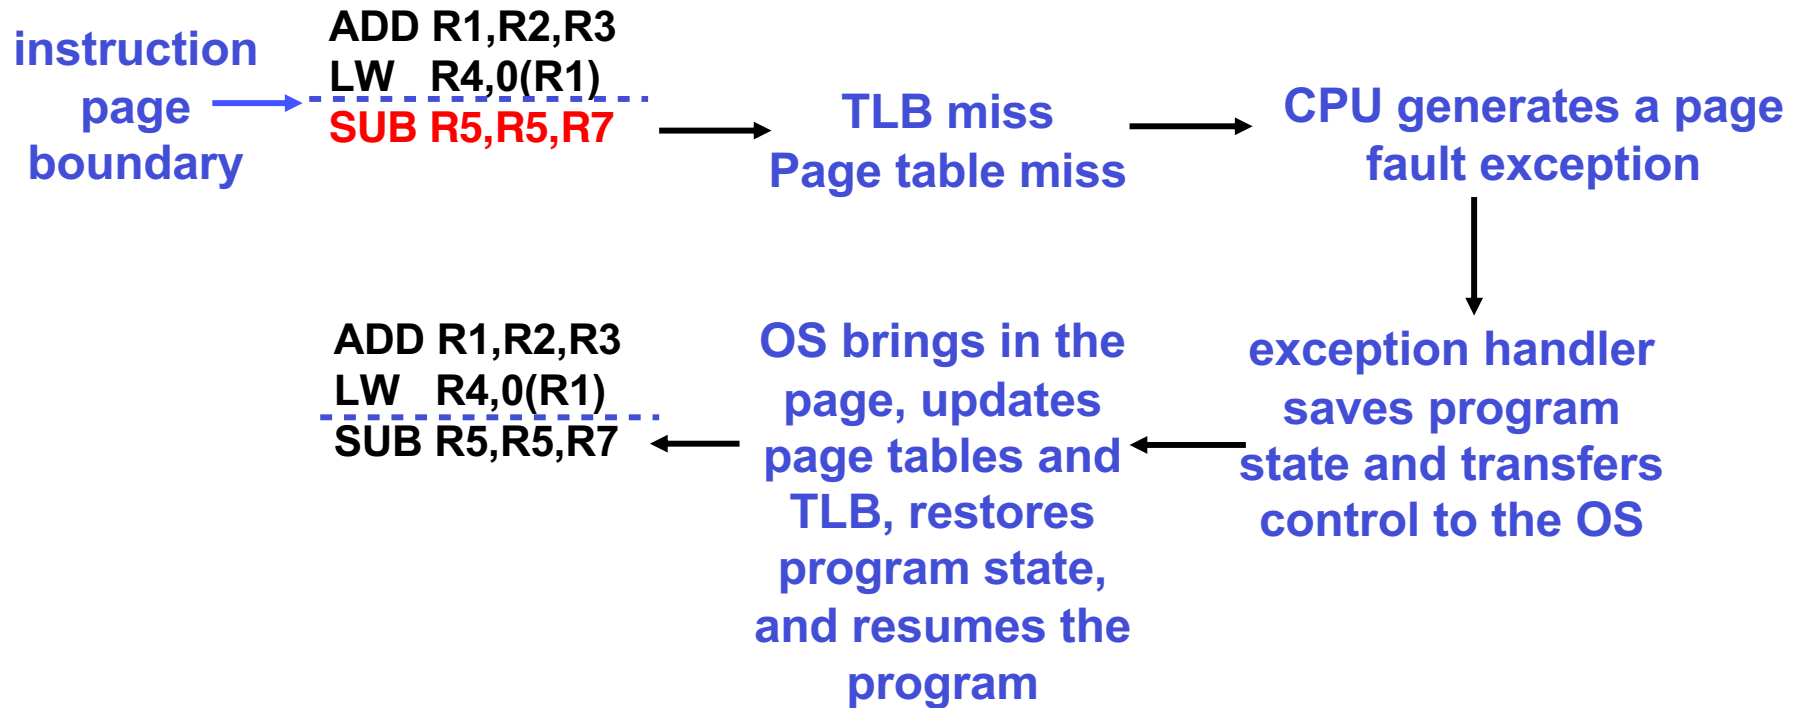 instruction
page
boundary
ADD R1,R2,R3
LW R4,0(R1)
SUB R5,R5,R7
TLB miss
Page table miss
CPU generates a page
fault exception
exception handler
saves program
state and transfers
control to the OS
OS brings in the
page, updates
page tables and
TLB, restores
program state,
and resumes the
program
ADD R1,R2,R3
LW R4,0(R1)
SUB R5,R5,R7